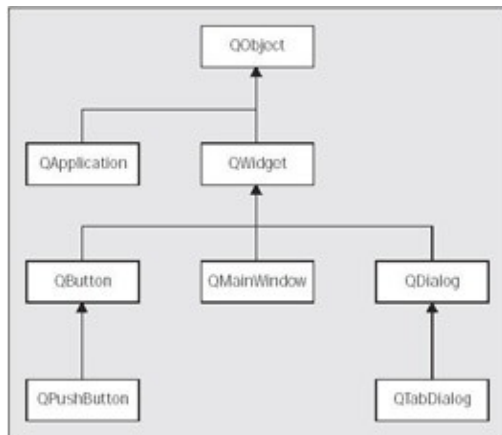 QObject
QApplication
QWidget
QButton
QMainWindow
QDialog
QPushButton
QTabDialog